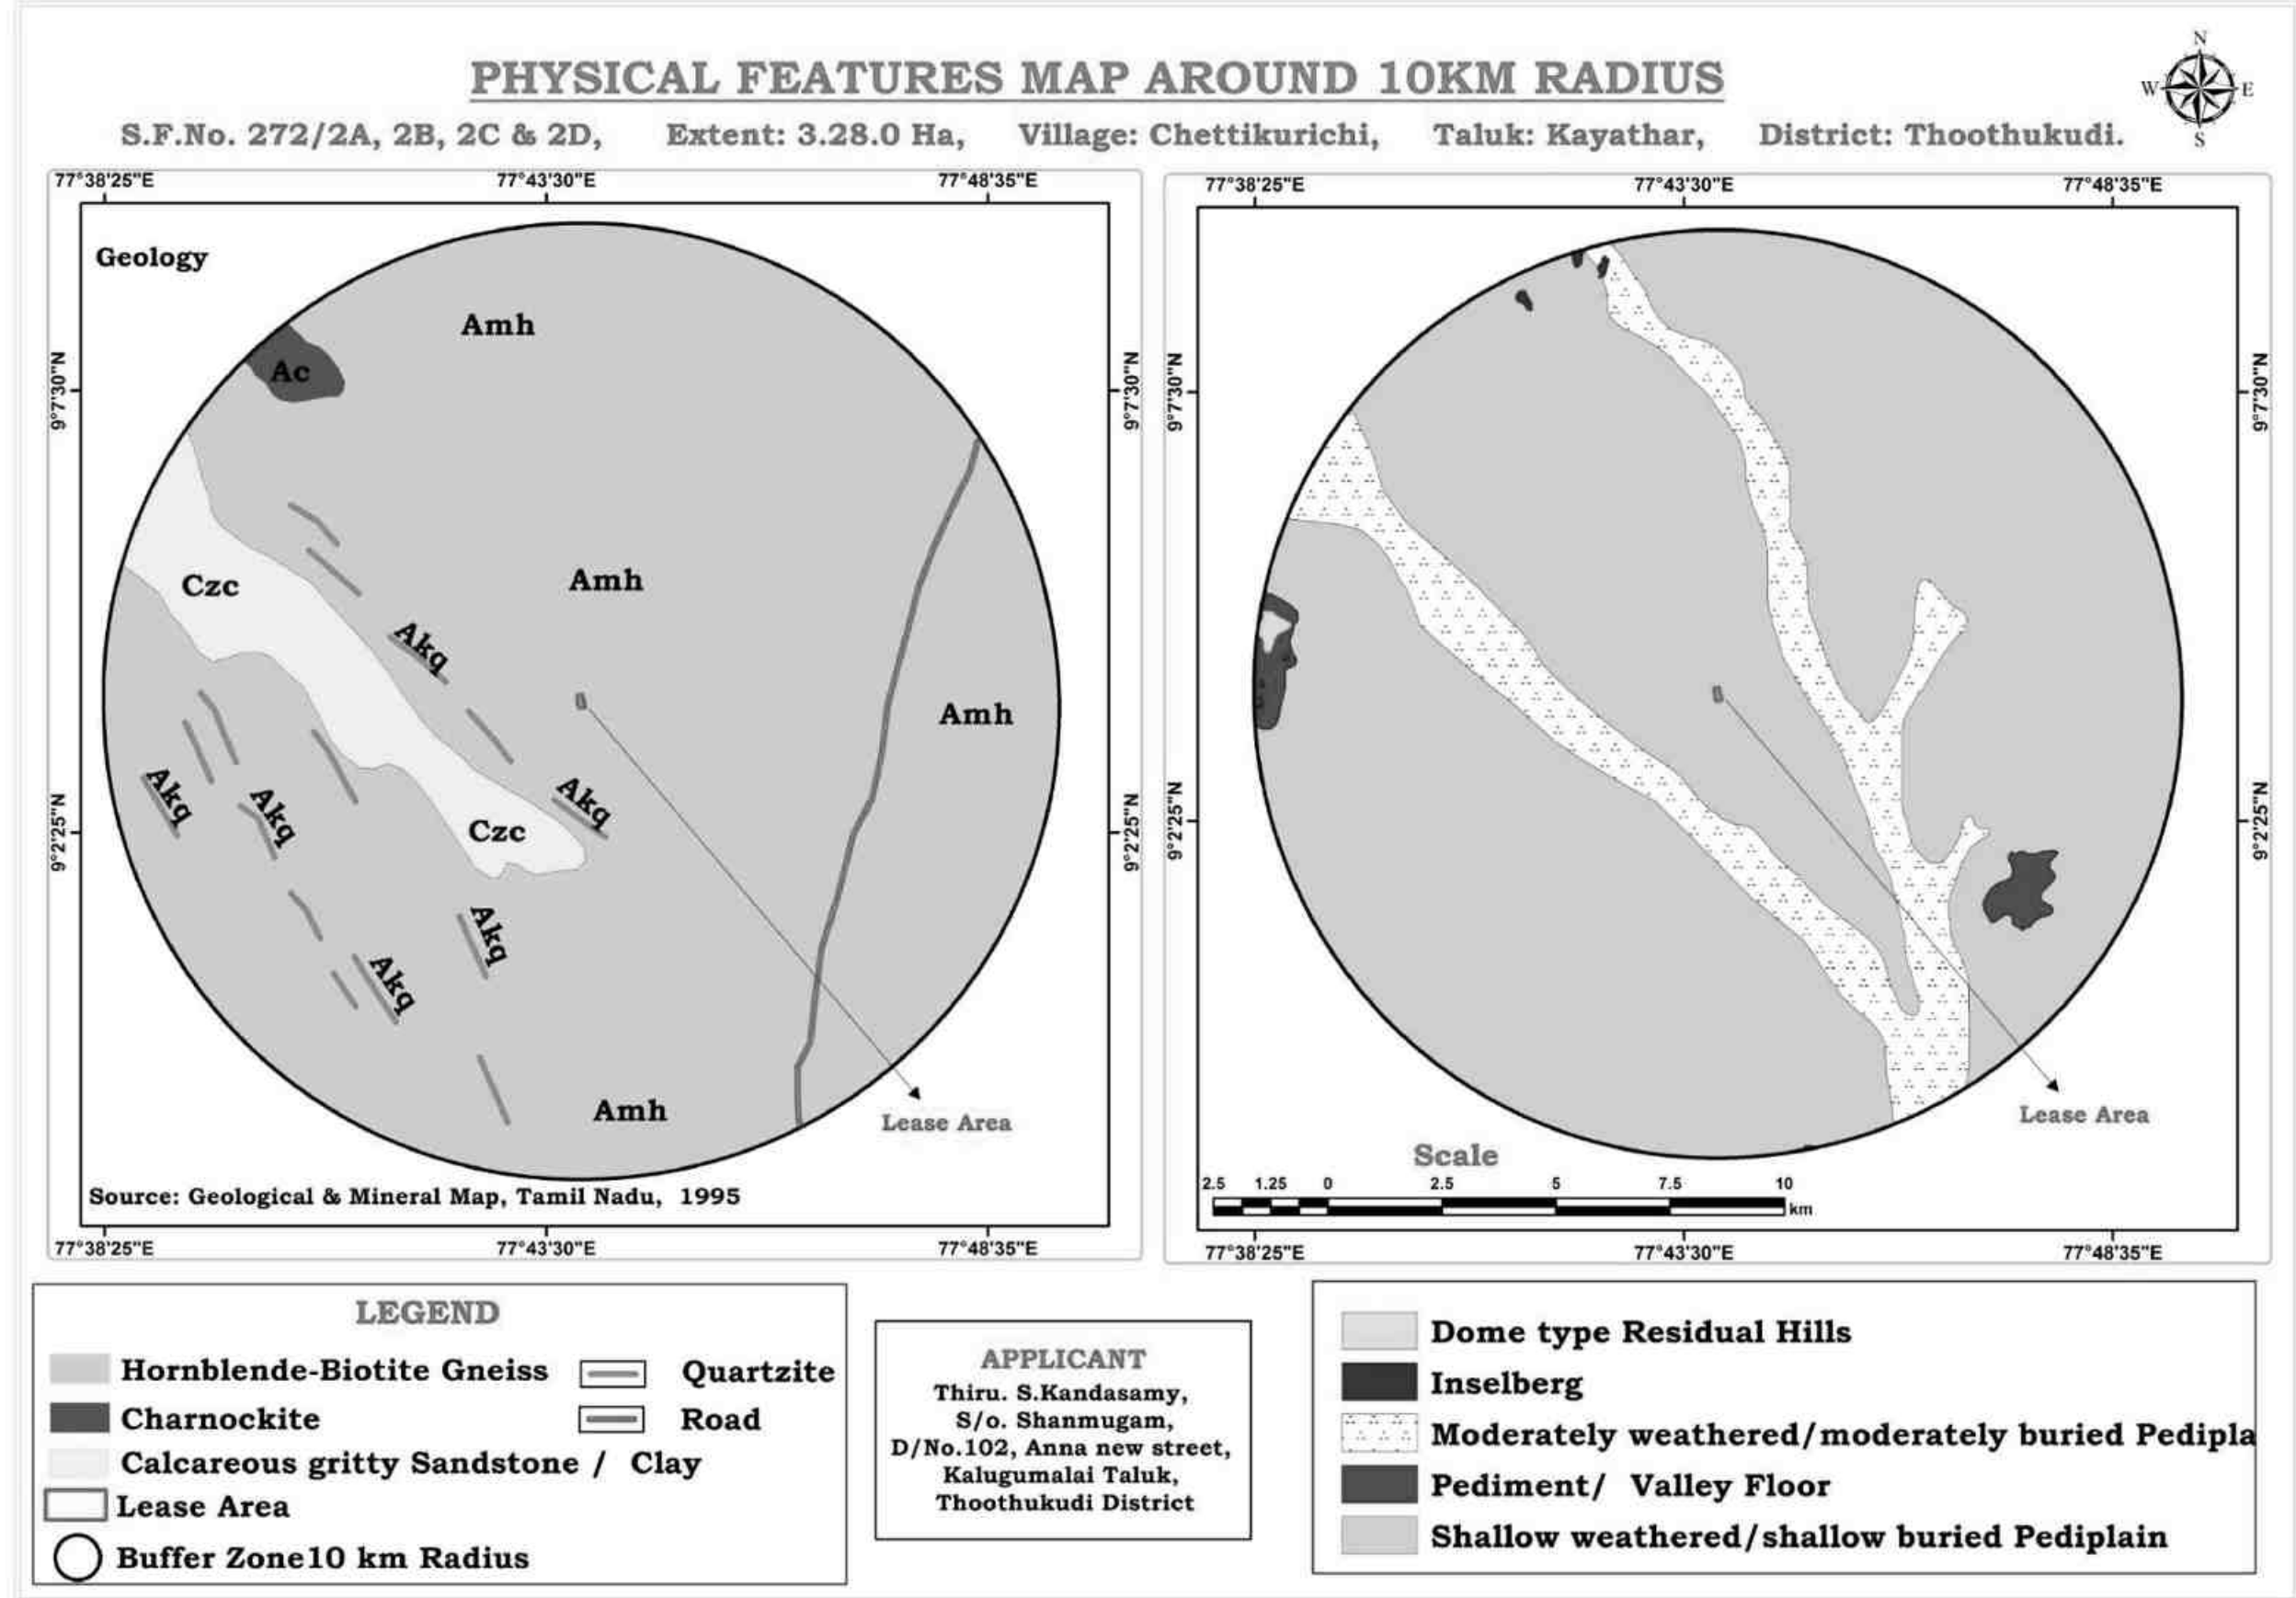 PHYSICAL FEATURES MAP AROUND 10KM RADIUS
N
W E
S
S.F.No. 272/2A, 2B, 2C & 2D, Extent: 3.28.0 Ha, Village: Chettikurichi, Taluk: Kayathar, District: Thoothukudi.
77°38'25"E 77°43'30"E 77°48'35"E
Geology
Amh
Ac
9°7'30"N 9°7'30"N
Czc
Amh
Akq
Amh
Akq
Akq
Akq
Czc
9°2'25"N 9°2'25"N
Akq
Akq
Amh
Lease Area
Source: Geological & Mineral Map, Tamil Nadu, 1995
77°38'25"E 77°43'30"E 77°48'35"E
77°38'25"E 77°43'30"E 77°48'35"E
9°7'30"N 9°7'30"N
9°2'25"N 9°2'25"N
Lease Area
Scale
2.5 1.25 0 2.5 5 7.5 10
km
77°38'25"E 77°43'30"E 77°48'35"E
LEGEND
Hornblende-Biotite Gneiss Quartzite
Charnockite Road
Calcareous gritty Sandstone / Clay
Lease Area
Buffer Zone10 km Radius
APPLICANT
Thiru. S.Kandasamy,
S/o. Shanmugam,
D/No.102, Anna new street,
Kalugumalai Taluk,
Thoothukudi District
Dome type Residual Hills
Inselberg
Moderately weathered/moderately buried Pedipla
Pediment/ Valley Floor
Shallow weathered/shallow buried Pediplain